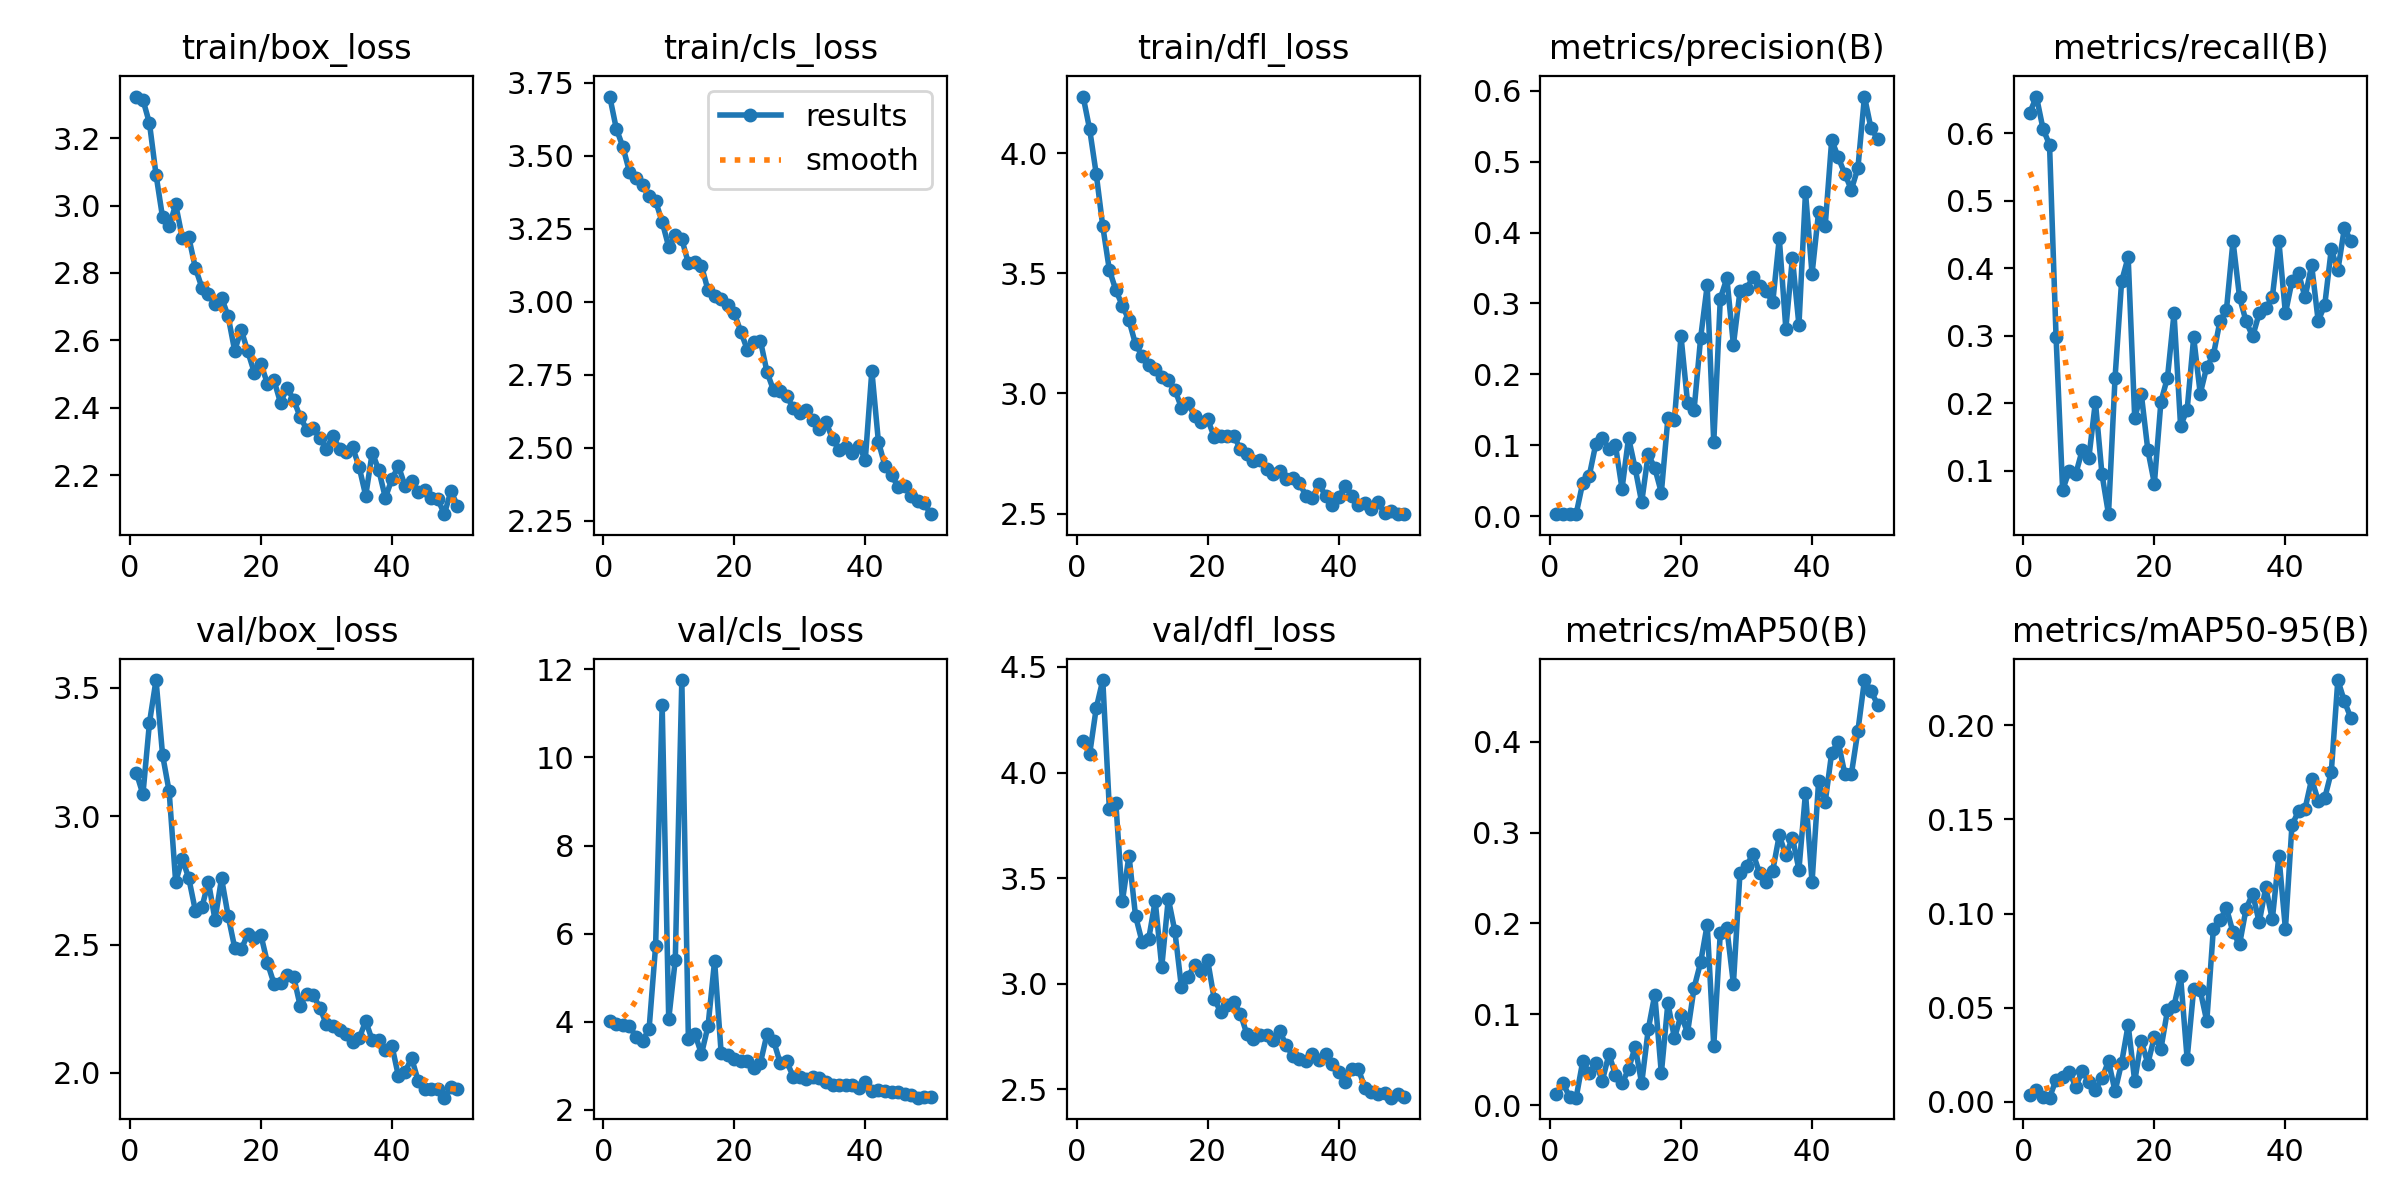 train/box_loss
3.2
3.0
2.8
2.6
2.4
2.2
0 20 40
train/cls_loss
results
smooth
3.75
3.50
3.25
3.00
2.75
2.50
2.25
0 20 40
train/dfl_loss
4.0
3.5
3.0
2.5
0 20 40
metrics/precision(B)
0.6
0.5
0.4
0.3
0.2
0.1
0.0
0 20 40
metrics/recall(B)
0.6
0.5
0.4
0.3
0.2
0.1
0 20 40
val/box_loss
3.5
3.0
2.5
2.0
0 20 40
val/cls_loss
12
10
8
6
4
2
0 20 40
val/dfl_loss
4.5
4.0
3.5
3.0
2.5
0 20 40
metrics/mAP50(B)
0.4
0.3
0.2
0.1
0.0
0 20 40
metrics/mAP50-95(B)
0.20
0.15
0.10
0.05
0.00
0 20 40